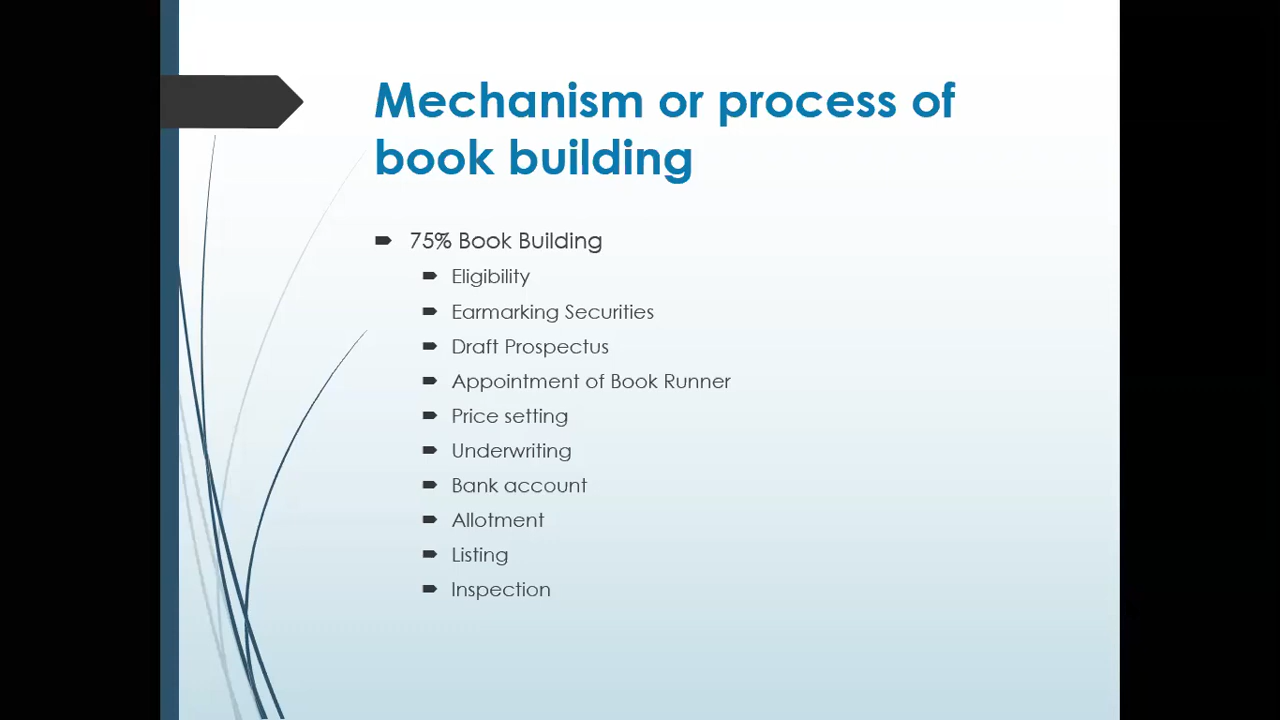 Mechanism or process of
book building
75% Book Building
Eligibility
Earmarking Securities
Draft Prospectus
Appointment of Book Runner
Price setting
Underwriting
Bank account
Allotment
Listing
Inspection